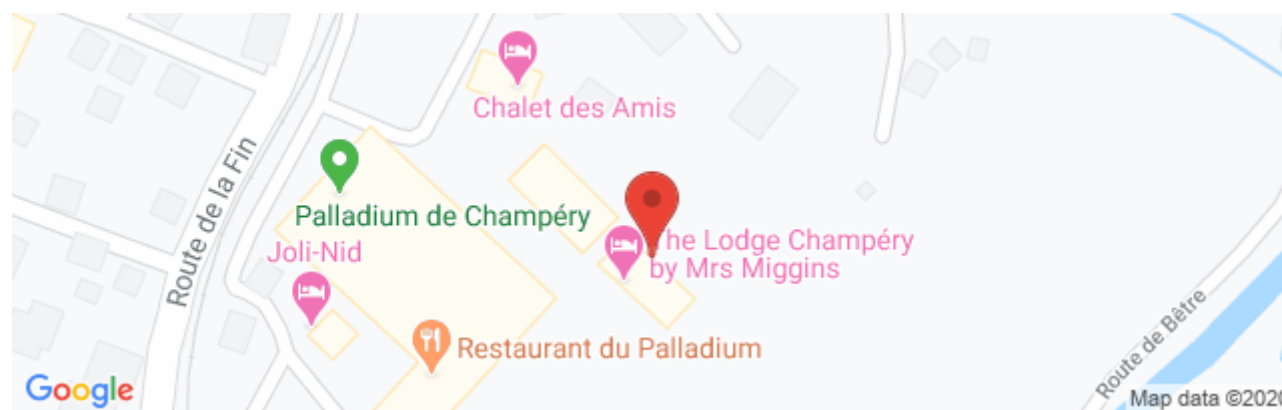 Chalet des Amis
Route de la Fin
Palladium de Champéry
Joli-Nid
The Lodge Champéry
by Mrs Miggins
Restaurant du Palladium
Route de Bêtre
Google
Map data ©202